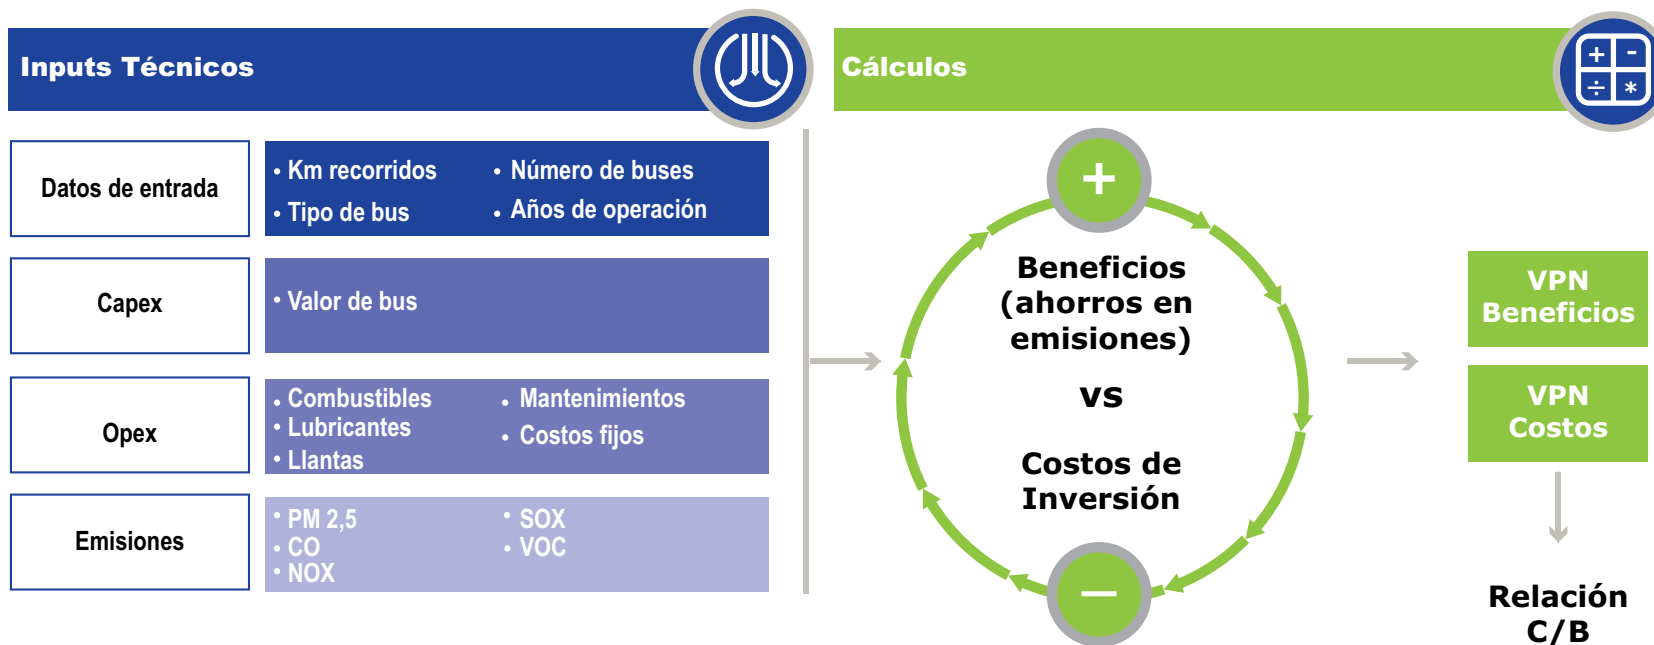 Inputs Técnicos
Cálculos
+ -
÷ *
Datos de entrada
• Km recorridos
• Número de buses
• Tipo de bus
• Años de operación
Capex
• Valor de bus
Opex
• Combustibles
• Mantenimientos
• Lubricantes
• Costos fijos
• Llantas
Emisiones
• PM 2,5
• SOX
• CO
• VOC
• NOX
+
Beneficios
(ahorros en
emisiones)
vs
Costos de
Inversión
−
VPN
Beneficios
VPN
Costos
Relación
C/B